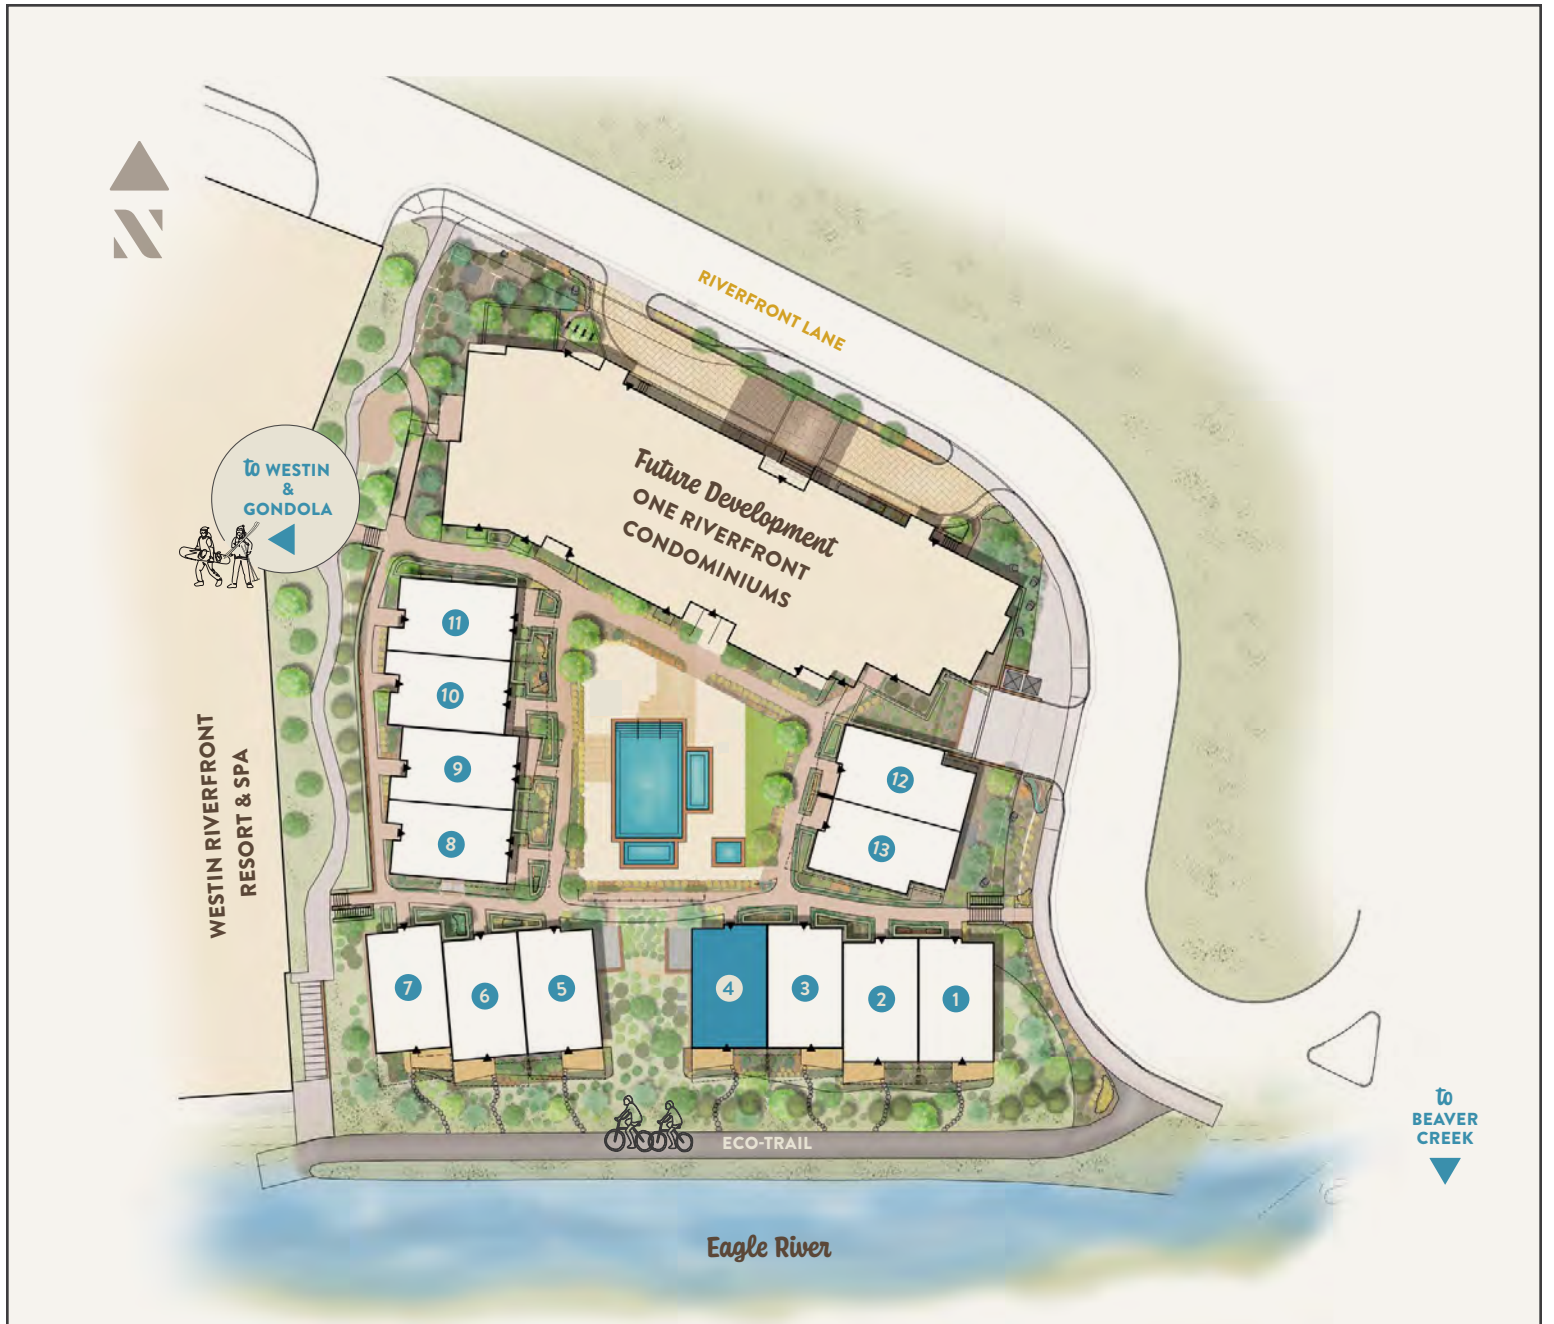 N
RIVERFRONT LANE
to WESTIN
&
GONDOLA
Future Development
ONE RIVERFRONT
CONDOMINIUMS
WESTIN RIVERFRONT
RESORT & SPA
11
10
9
8
12
13
7
6
5
4
3
2
1
ECO-TRAIL
to
BEAVER
CREEK
Eagle River